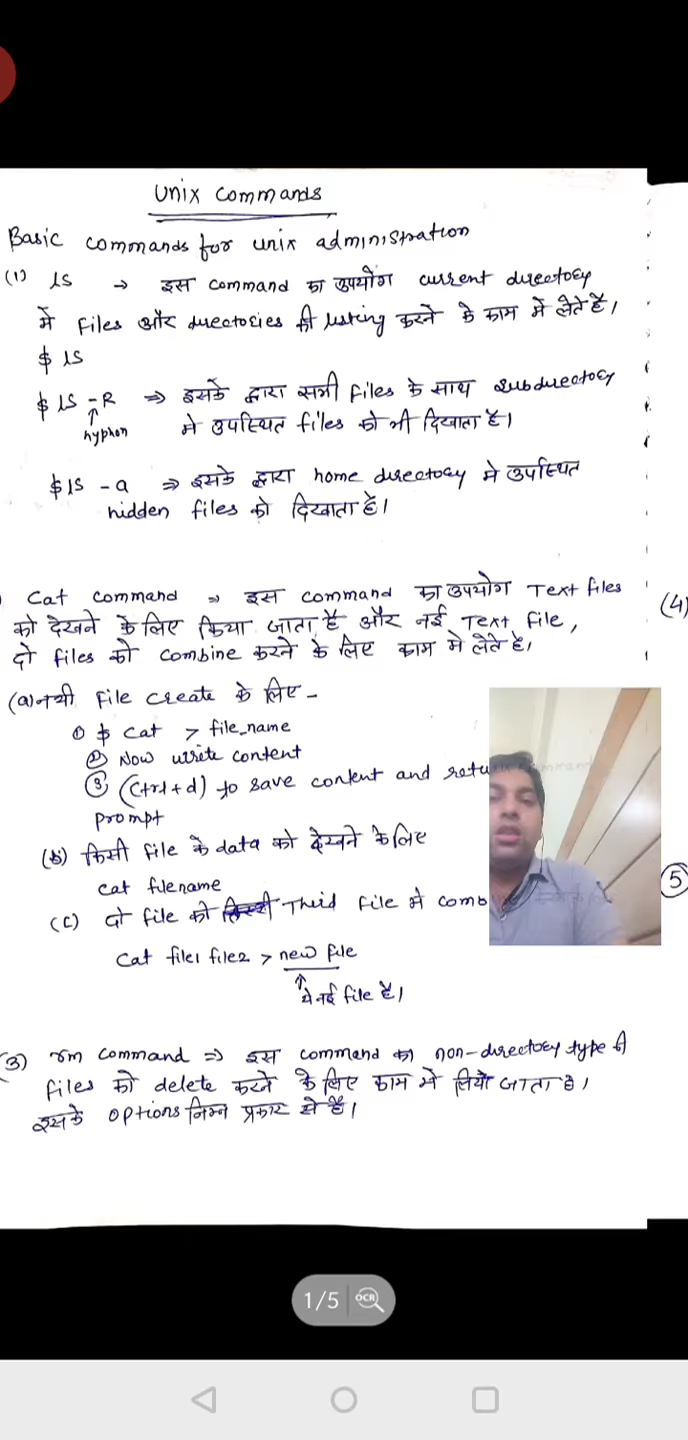 Unix Commands
Basic commands for unix administration
(1) ls → इस command का उपयोग current directory
में files और directories की listing करने के काम में लेते है।
$ ls
$ ls -R ⇒ इसके द्वारा सभी files के साथ subdirectory
↑
hyphon
मे उपस्थित files को भी दिखाता है।
$ls -a ⇒ इसके द्वारा home directory मे उपस्थित
hidden files को दिखाता है।
Cat command ⇒ इस command का उपयोग Text files
को देखने के लिए किया जाता है और नई Text file,
दो files को combine करने के लिए काम मे लेते है।
(a) नयी File create के लिए -
① $ cat > file_name
② Now write content
③ (ctrl+d) to save content and
prompt
(b) किसी file के data को देखने के लिए
cat filename
(c) दो file को Third file मे
cat file1 file2 > new file
↑
ये नई file है।
(3) rm command ⇒ इस command का non-directory type की
files को delete करने के लिए काम मे लिया जाता है।
इसके options निम्न प्रकार से है।
(4)
5
1/5 OCR